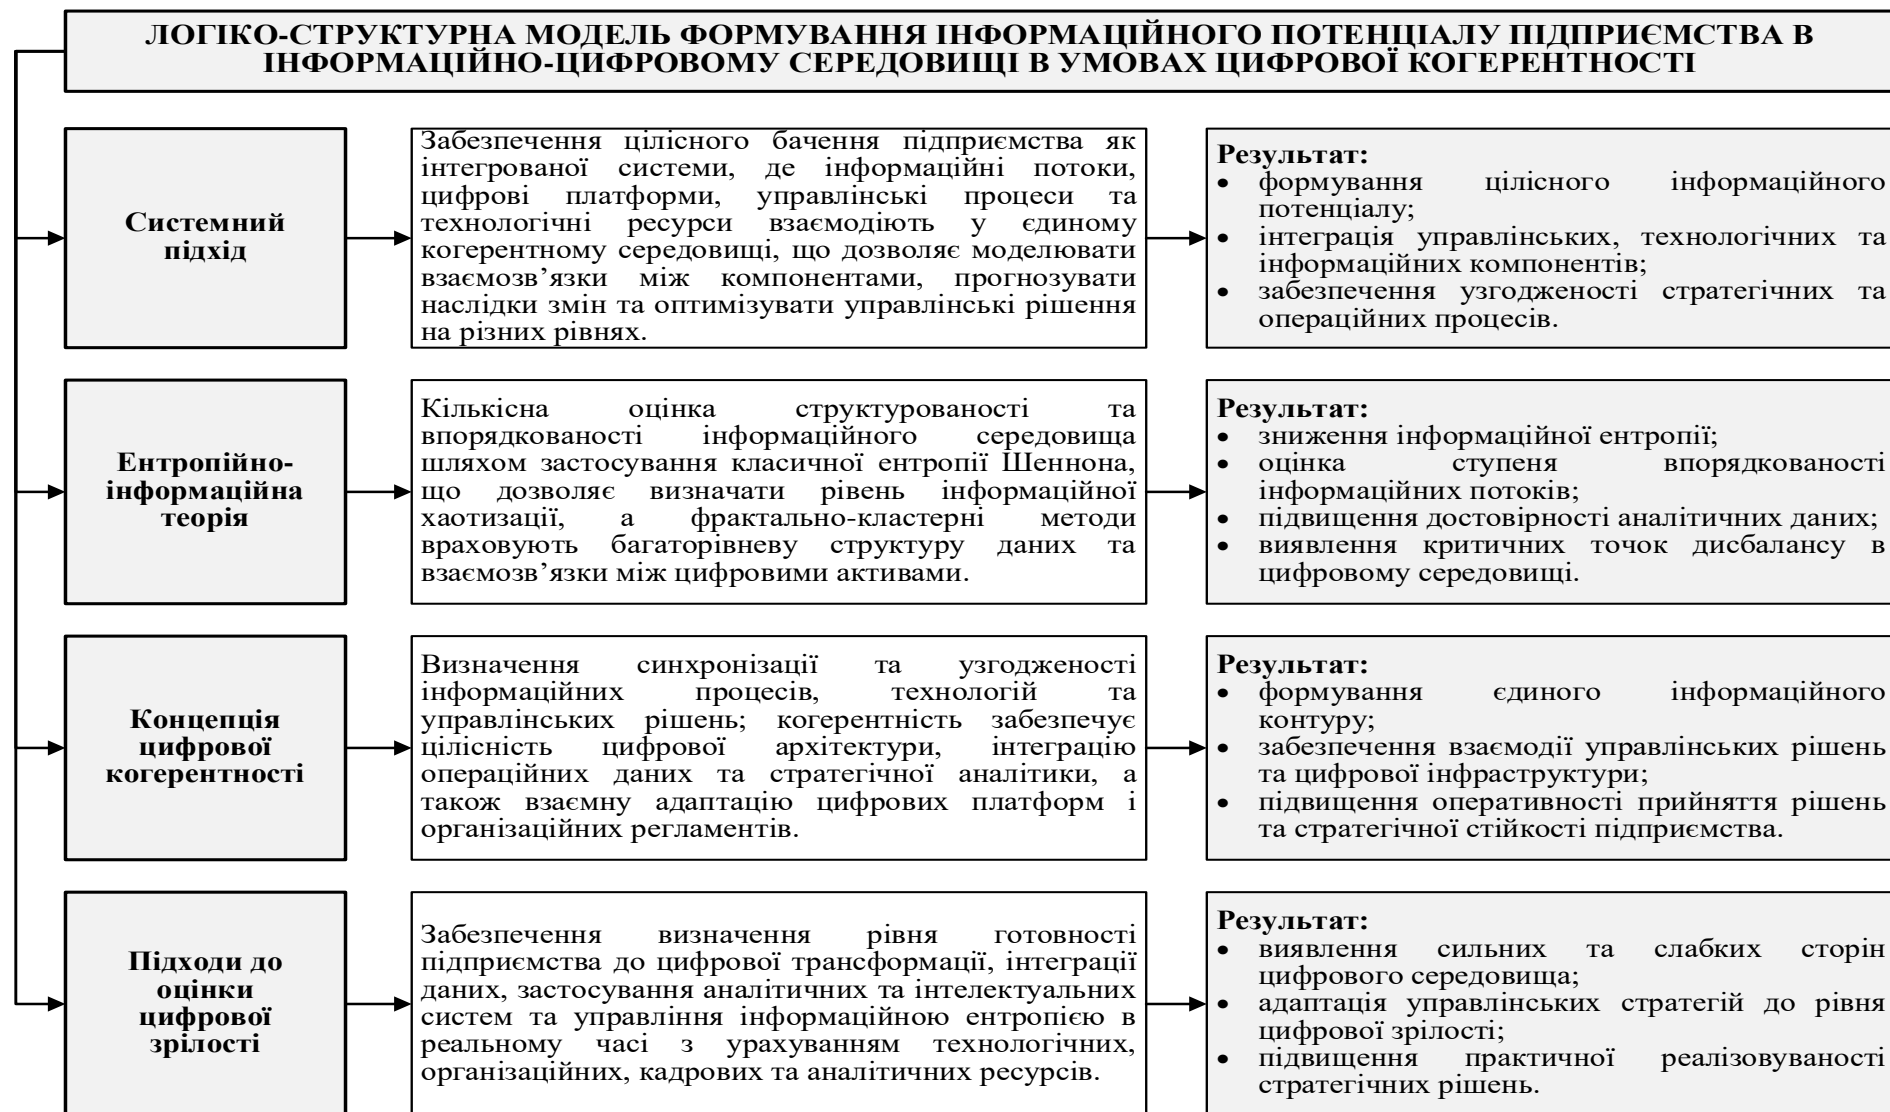 ЛОГІКО-СТРУКТУРНА МОДЕЛЬ ФОРМУВАННЯ ІНФОРМАЦІЙНОГО ПОТЕНЦІАЛУ ПІДПРИЄМСТВА В
ІНФОРМАЦІЙНО-ЦИФРОВОМУ СЕРЕДОВИЩІ В УМОВАХ ЦИФРОВОЇ КОГЕРЕНТНОСТІ
Системний
підхід
Забезпечення цілісного бачення підприємства як
інтегрованої системи, де інформаційні потоки,
цифрові платформи, управлінські процеси та
технологічні ресурси взаємодіють у єдиному
когерентному середовищі, що дозволяє моделювати
взаємозв’язки між компонентами, прогнозувати
наслідки змін та оптимізувати управлінські рішення
на різних рівнях.
Результат:
• формування цілісного інформаційного
потенціалу;
• інтеграція управлінських, технологічних та
інформаційних компонентів;
• забезпечення узгодженості стратегічних та
операційних процесів.
Ентропійно-
інформаційна
теорія
Кількісна оцінка структурованості та
впорядкованості інформаційного середовища
шляхом застосування класичної ентропії Шеннона,
що дозволяє визначати рівень інформаційної
хаотизації, а фрактально-кластерні методи
враховують багаторівневу структуру даних та
взаємозв’язки між цифровими активами.
Результат:
• зниження інформаційної ентропії;
• оцінка ступеня впорядкованості
інформаційних потоків;
• підвищення достовірності аналітичних даних;
• виявлення критичних точок дисбалансу в
цифровому середовищі.
Концепція
цифрової
когерентності
Визначення синхронізації та узгодженості
інформаційних процесів, технологій та
управлінських рішень; когерентність забезпечує
цілісність цифрової архітектури, інтеграцію
операційних даних та стратегічної аналітики, а
також взаємну адаптацію цифрових платформ і
організаційних регламентів.
Результат:
• формування єдиного інформаційного
контуру;
• забезпечення взаємодії управлінських рішень
та цифрової інфраструктури;
• підвищення оперативності прийняття рішень
та стратегічної стійкості підприємства.
Підходи до
оцінки
цифрової
зрілості
Забезпечення визначення рівня готовності
підприємства до цифрової трансформації, інтеграції
даних, застосування аналітичних та інтелектуальних
систем та управління інформаційною ентропією в
реальному часі з урахуванням технологічних,
організаційних, кадрових та аналітичних ресурсів.
Результат:
• виявлення сильних та слабких сторін
цифрового середовища;
• адаптація управлінських стратегій до рівня
цифрової зрілості;
• підвищення практичної реалізовуваності
стратегічних рішень.